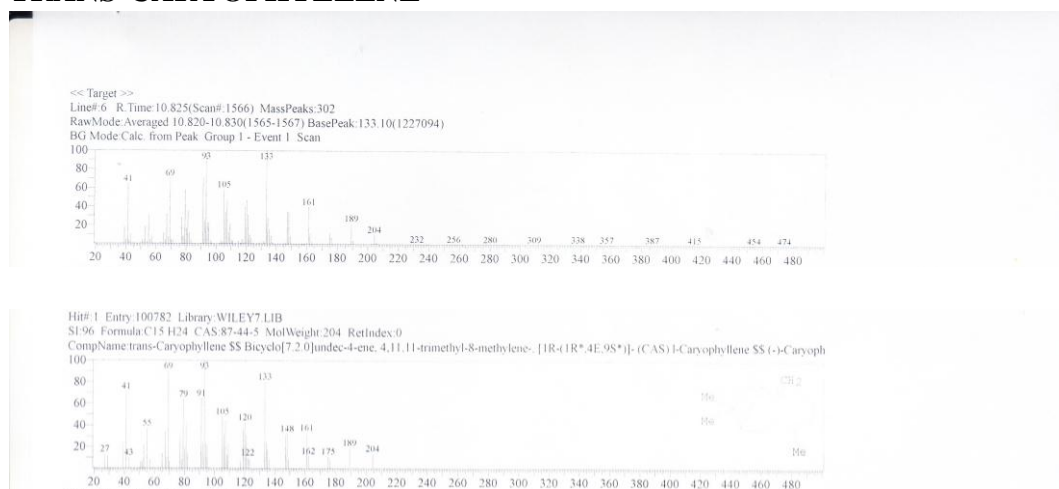 << Target >>
Line#:6 R.Time:10.825(Scan#:1566) MassPeaks:302
RawMode:Averaged 10.820-10.830(1565-1567) BasePeak:133.10(1227094)
BG Mode:Calc. from Peak Group 1 - Event 1 Scan
100
93 133
80
41 69
60
105
40
161
20
189
204
232 256 280 309 338 357 387 415 454 474
20 40 60 80 100 120 140 160 180 200 220 240 260 280 300 320 340 360 380 400 420 440 460 480
Hit#:1 Entry:100782 Library:WILEY7.LIB
SI:96 Formula:C15 H24 CAS:87-44-5 MolWeight:204 RetIndex:0
CompName:trans-Caryophyllene $$ Bicyclo[7.2.0]undec-4-ene, 4,11,11-trimethyl-8-methylene-, [1R-(1R*,4E,9S*)]- (CAS) l-Caryophyllene $$ (-)-Caryoph
100
69 93
133
80
41
CH2
79 91
Me
60
105
120
Me
40
55
148 161
20
27 43 122 162 175 189 204
Me
20 40 60 80 100 120 140 160 180 200 220 240 260 280 300 320 340 360 380 400 420 440 460 480